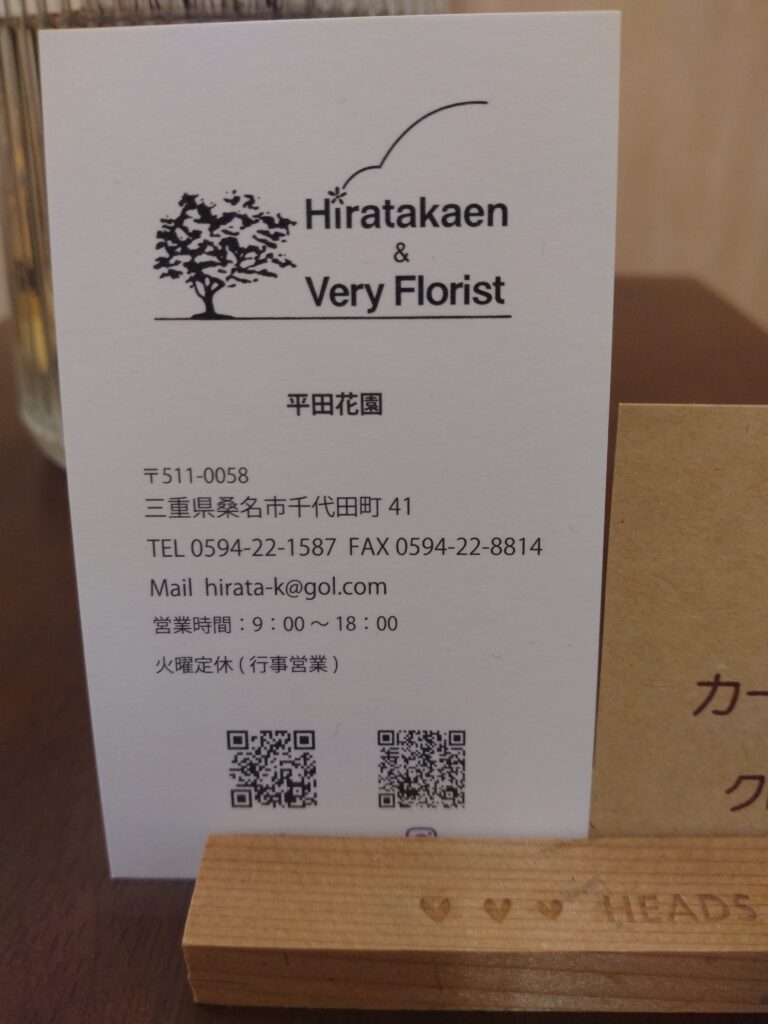 Hiratakaen
&
Very Florist
平田花園
〒511-0058
三重県桑名市千代田町 41
TEL 0594-22-1587 FAX 0594-22-8814
Mail hirata-k@gol.com
営業時間：9：00 〜 18：00
火曜定休 ( 行事営業 )
カー
HEADS